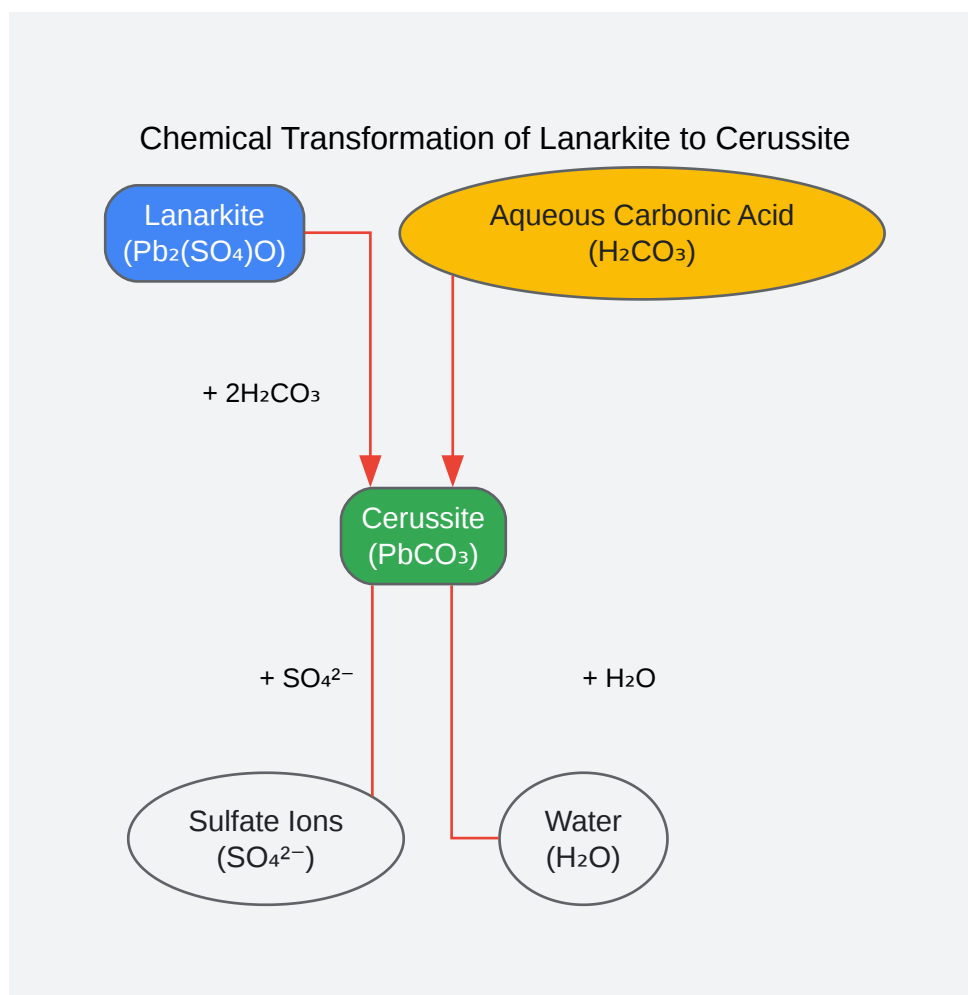 Chemical Transformation of Lanarkite to Cerussite
Lanarkite
(Pb₂(SO₄)O)
Aqueous Carbonic Acid
(H₂CO₃)
+ 2H₂CO₃
Cerussite
(PbCO₃)
+ SO₄²⁻
+ H₂O
Sulfate Ions
(SO₄²⁻)
Water
(H₂O)